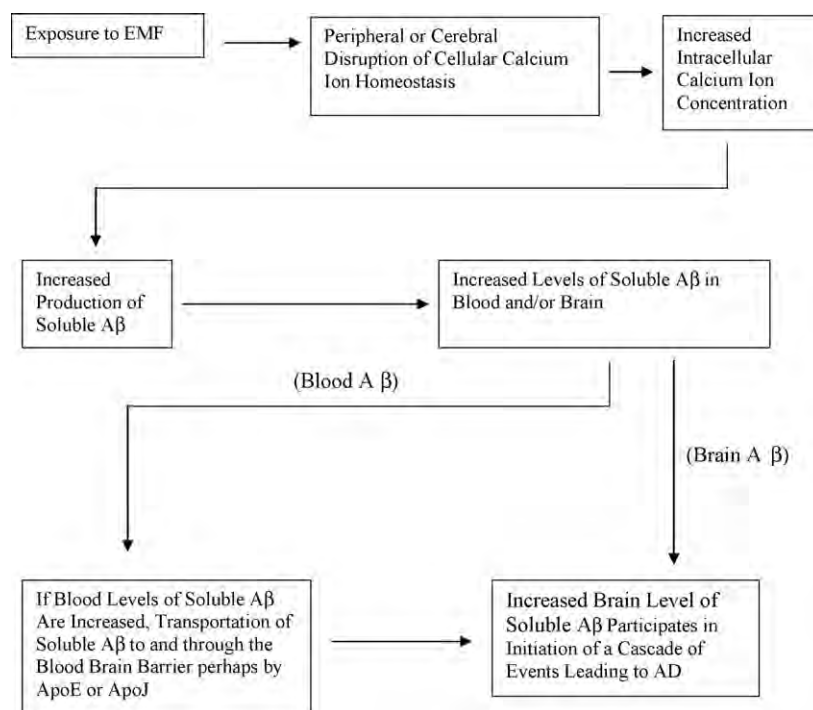 Exposure to EMF
Peripheral or Cerebral
Disruption of Cellular Calcium
Ion Homeostasis
Increased
Intracellular
Calcium Ion
Concentration
Increased
Production of
Soluble Aβ
Increased Levels of Soluble Aβ in
Blood and/or Brain
(Blood A β)
(Brain A β)
If Blood Levels of Soluble Aβ
Are Increased, Transportation of
Soluble Aβ to and through the
Blood Brain Barrier perhaps by
ApoE or ApoJ
Increased Brain Level of
Soluble Aβ Participates in
Initiation of a Cascade of
Events Leading to AD